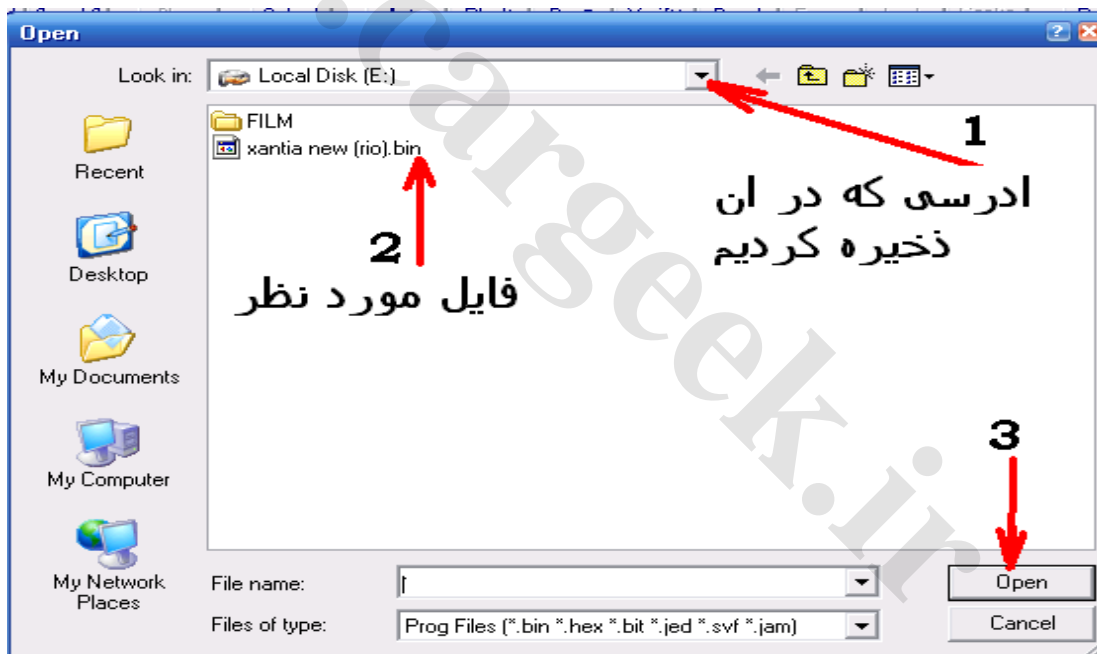 Open
Look in: Local Disk (E:)
FILM
xantia new (rio).bin
1
ادرسی که در ان
ذخیره کردیم
2
فایل مورد نظر
Recent
Desktop
My Documents
My Computer
My Network
Places
3
File name:
Open
Files of type: Prog Files (*.bin *.hex *.bit *.jed *.svf *.jam)
Cancel
.cargeek.ir